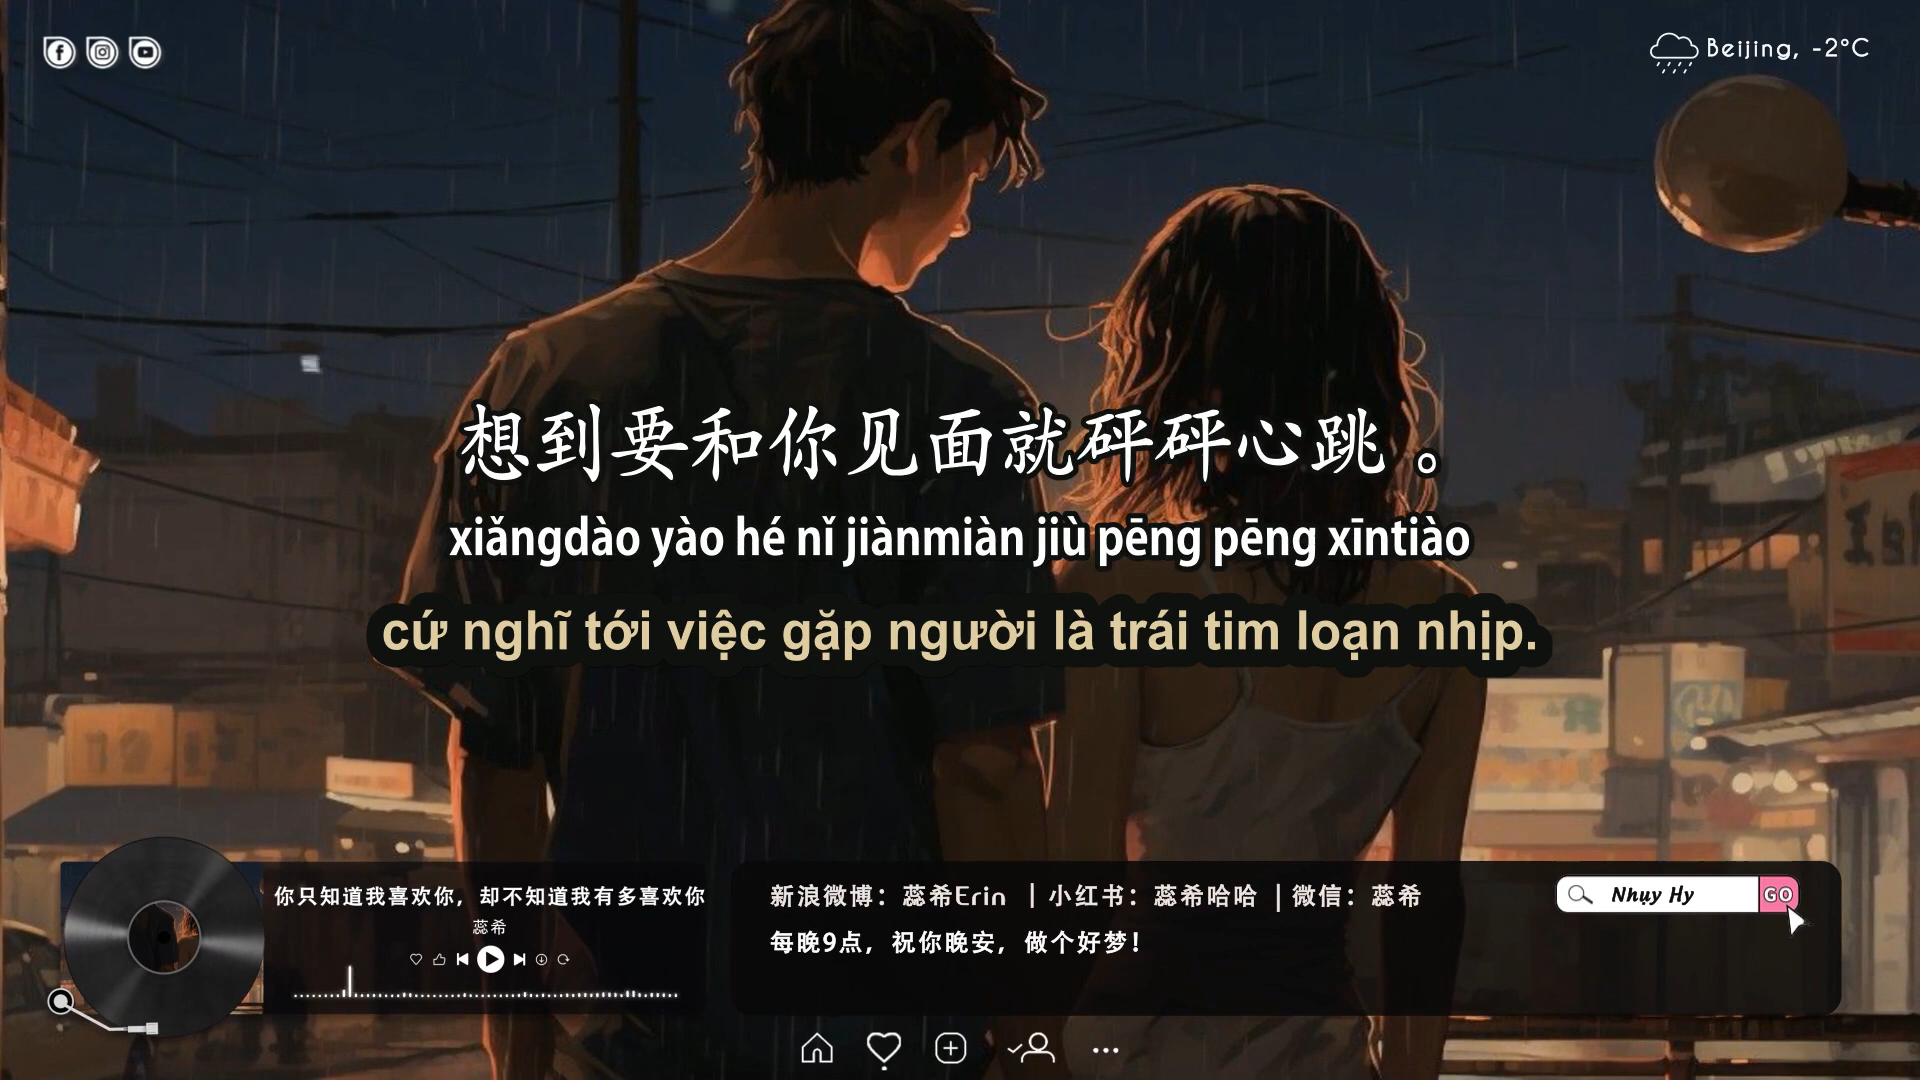 Beijing, -2°C
想到要和你见面就砰砰心跳 。
xiǎngdào yào hé nǐ jiànmiàn jiù pēng pēng xīntiào
cứ nghĩ tới việc gặp người là trái tim loạn nhịp.
你只知道我喜欢你，却不知道我有多喜欢你
蕊希
新浪微博：蕊希Erin ｜小红书：蕊希哈哈 ｜微信：蕊希
每晚9点，祝你晚安，做个好梦！
Nhụy Hy
GO